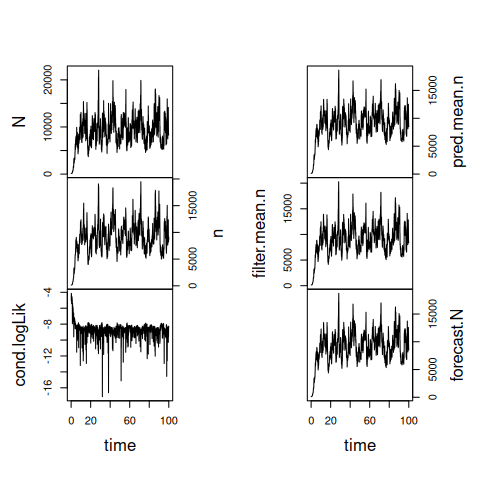 N
0 10000 20000
n
0 5000 15000
cond.logLik
-16 -12 -8 -4
0 20 60 100
time
pred.mean.n
0 5000 15000
filter.mean.n
0 5000 15000
forecast.N
0 5000 15000
0 20 60 100
time